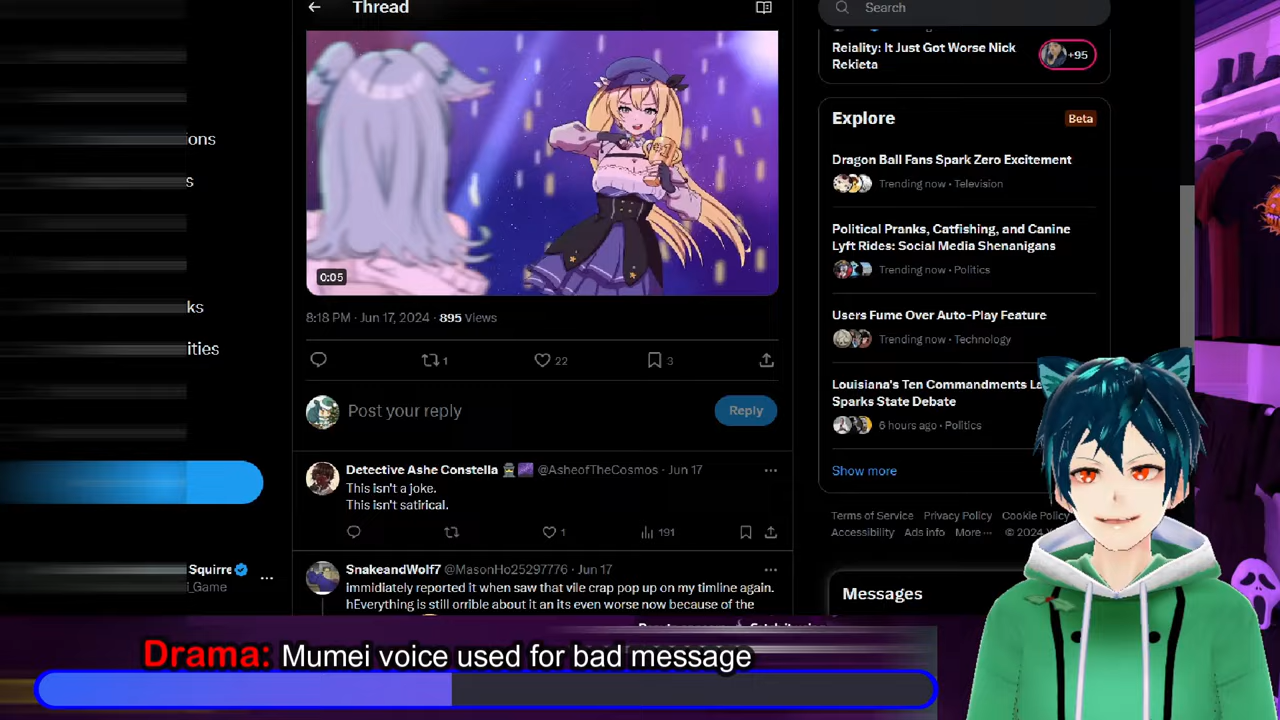 Thread
0:05
8:18 PM · Jun 17, 2024 · 895 Views
1
22
3
Post your reply
Reply
Detective Ashe Constella @AsheofTheCosmos · Jun 17
This isn't a joke.
This isn't satirical.
1
191
SnakeandWolf7 @MasonHo25297776 · Jun 17
immidiately reported it when saw that vile crap pop up on my timline again.
hEverything is still orrible about it an its even worse now because of the
ons
s
ks
ities
Squirre
_Game
Search
Reiality: It Just Got Worse Nick
Rekieta
+95
Explore
Beta
Dragon Ball Fans Spark Zero Excitement
Trending now · Television
Political Pranks, Catfishing, and Canine
Lyft Rides: Social Media Shenanigans
Trending now · Politics
Users Fume Over Auto-Play Feature
Trending now · Technology
Louisiana's Ten Commandments La
Sparks State Debate
6 hours ago · Politics
Show more
Terms of Service Privacy Policy Cookie Policy
Accessibility Ads info More ··· © 2024 X
Messages
Drama: Mumei voice used for bad message